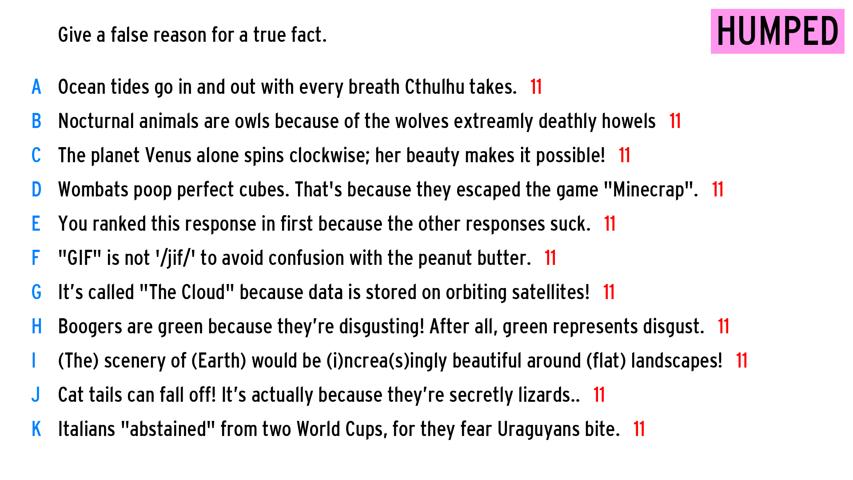 Give a false reason for a true fact.
HUMPED
A Ocean tides go in and out with every breath Cthulhu takes. 11
B Nocturnal animals are owls because of the wolves extreamly deathly howels 11
C The planet Venus alone spins clockwise; her beauty makes it possible! 11
D Wombats poop perfect cubes. That's because they escaped the game "Minecrap". 11
E You ranked this response in first because the other responses suck. 11
F "GIF" is not '/jif/' to avoid confusion with the peanut butter. 11
G It's called "The Cloud" because data is stored on orbiting satellites! 11
H Boogers are green because they're disgusting! After all, green represents disgust. 11
I (The) scenery of (Earth) would be (i)ncrea(s)ingly beautiful around (flat) landscapes! 11
J Cat tails can fall off! It's actually because they're secretly lizards.. 11
K Italians "abstained" from two World Cups, for they fear Uraguyans bite. 11